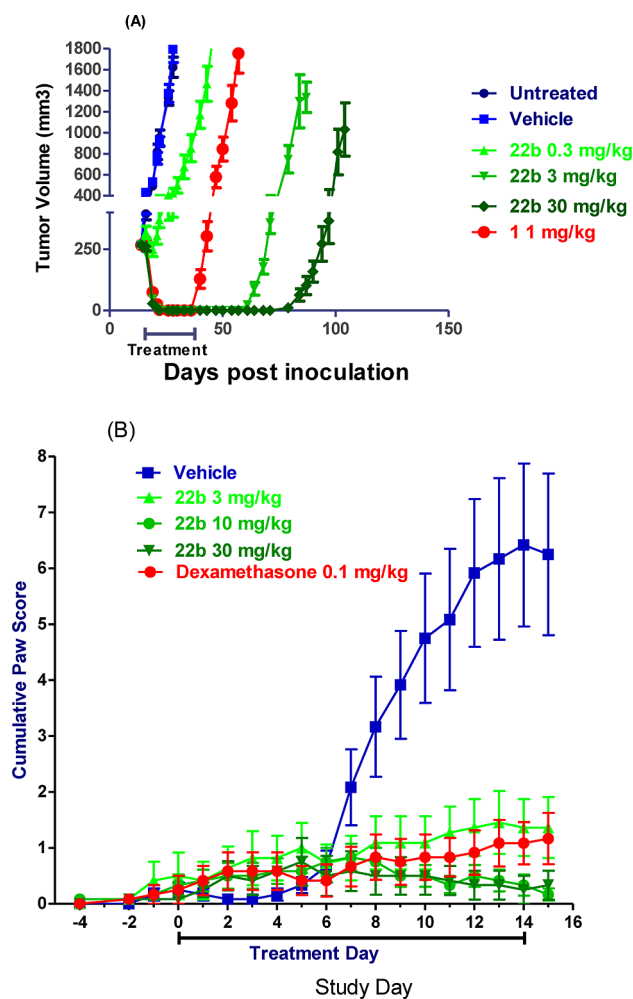 (A)
1800
1600
1400
1200
1000
800
600
400
250
0
Tumor Volume (mm3)
0 50 100 150
Treatment
Days post inoculation
Untreated
Vehicle
22b 0.3 mg/kg
22b 3 mg/kg
22b 30 mg/kg
1 1 mg/kg
(B)
8
7
6
5
4
3
2
1
0
Cumulative Paw Score
Vehicle
22b 3 mg/kg
22b 10 mg/kg
22b 30 mg/kg
Dexamethasone 0.1 mg/kg
-4 -2 0 2 4 6 8 10 12 14 16
Treatment Day
Study Day